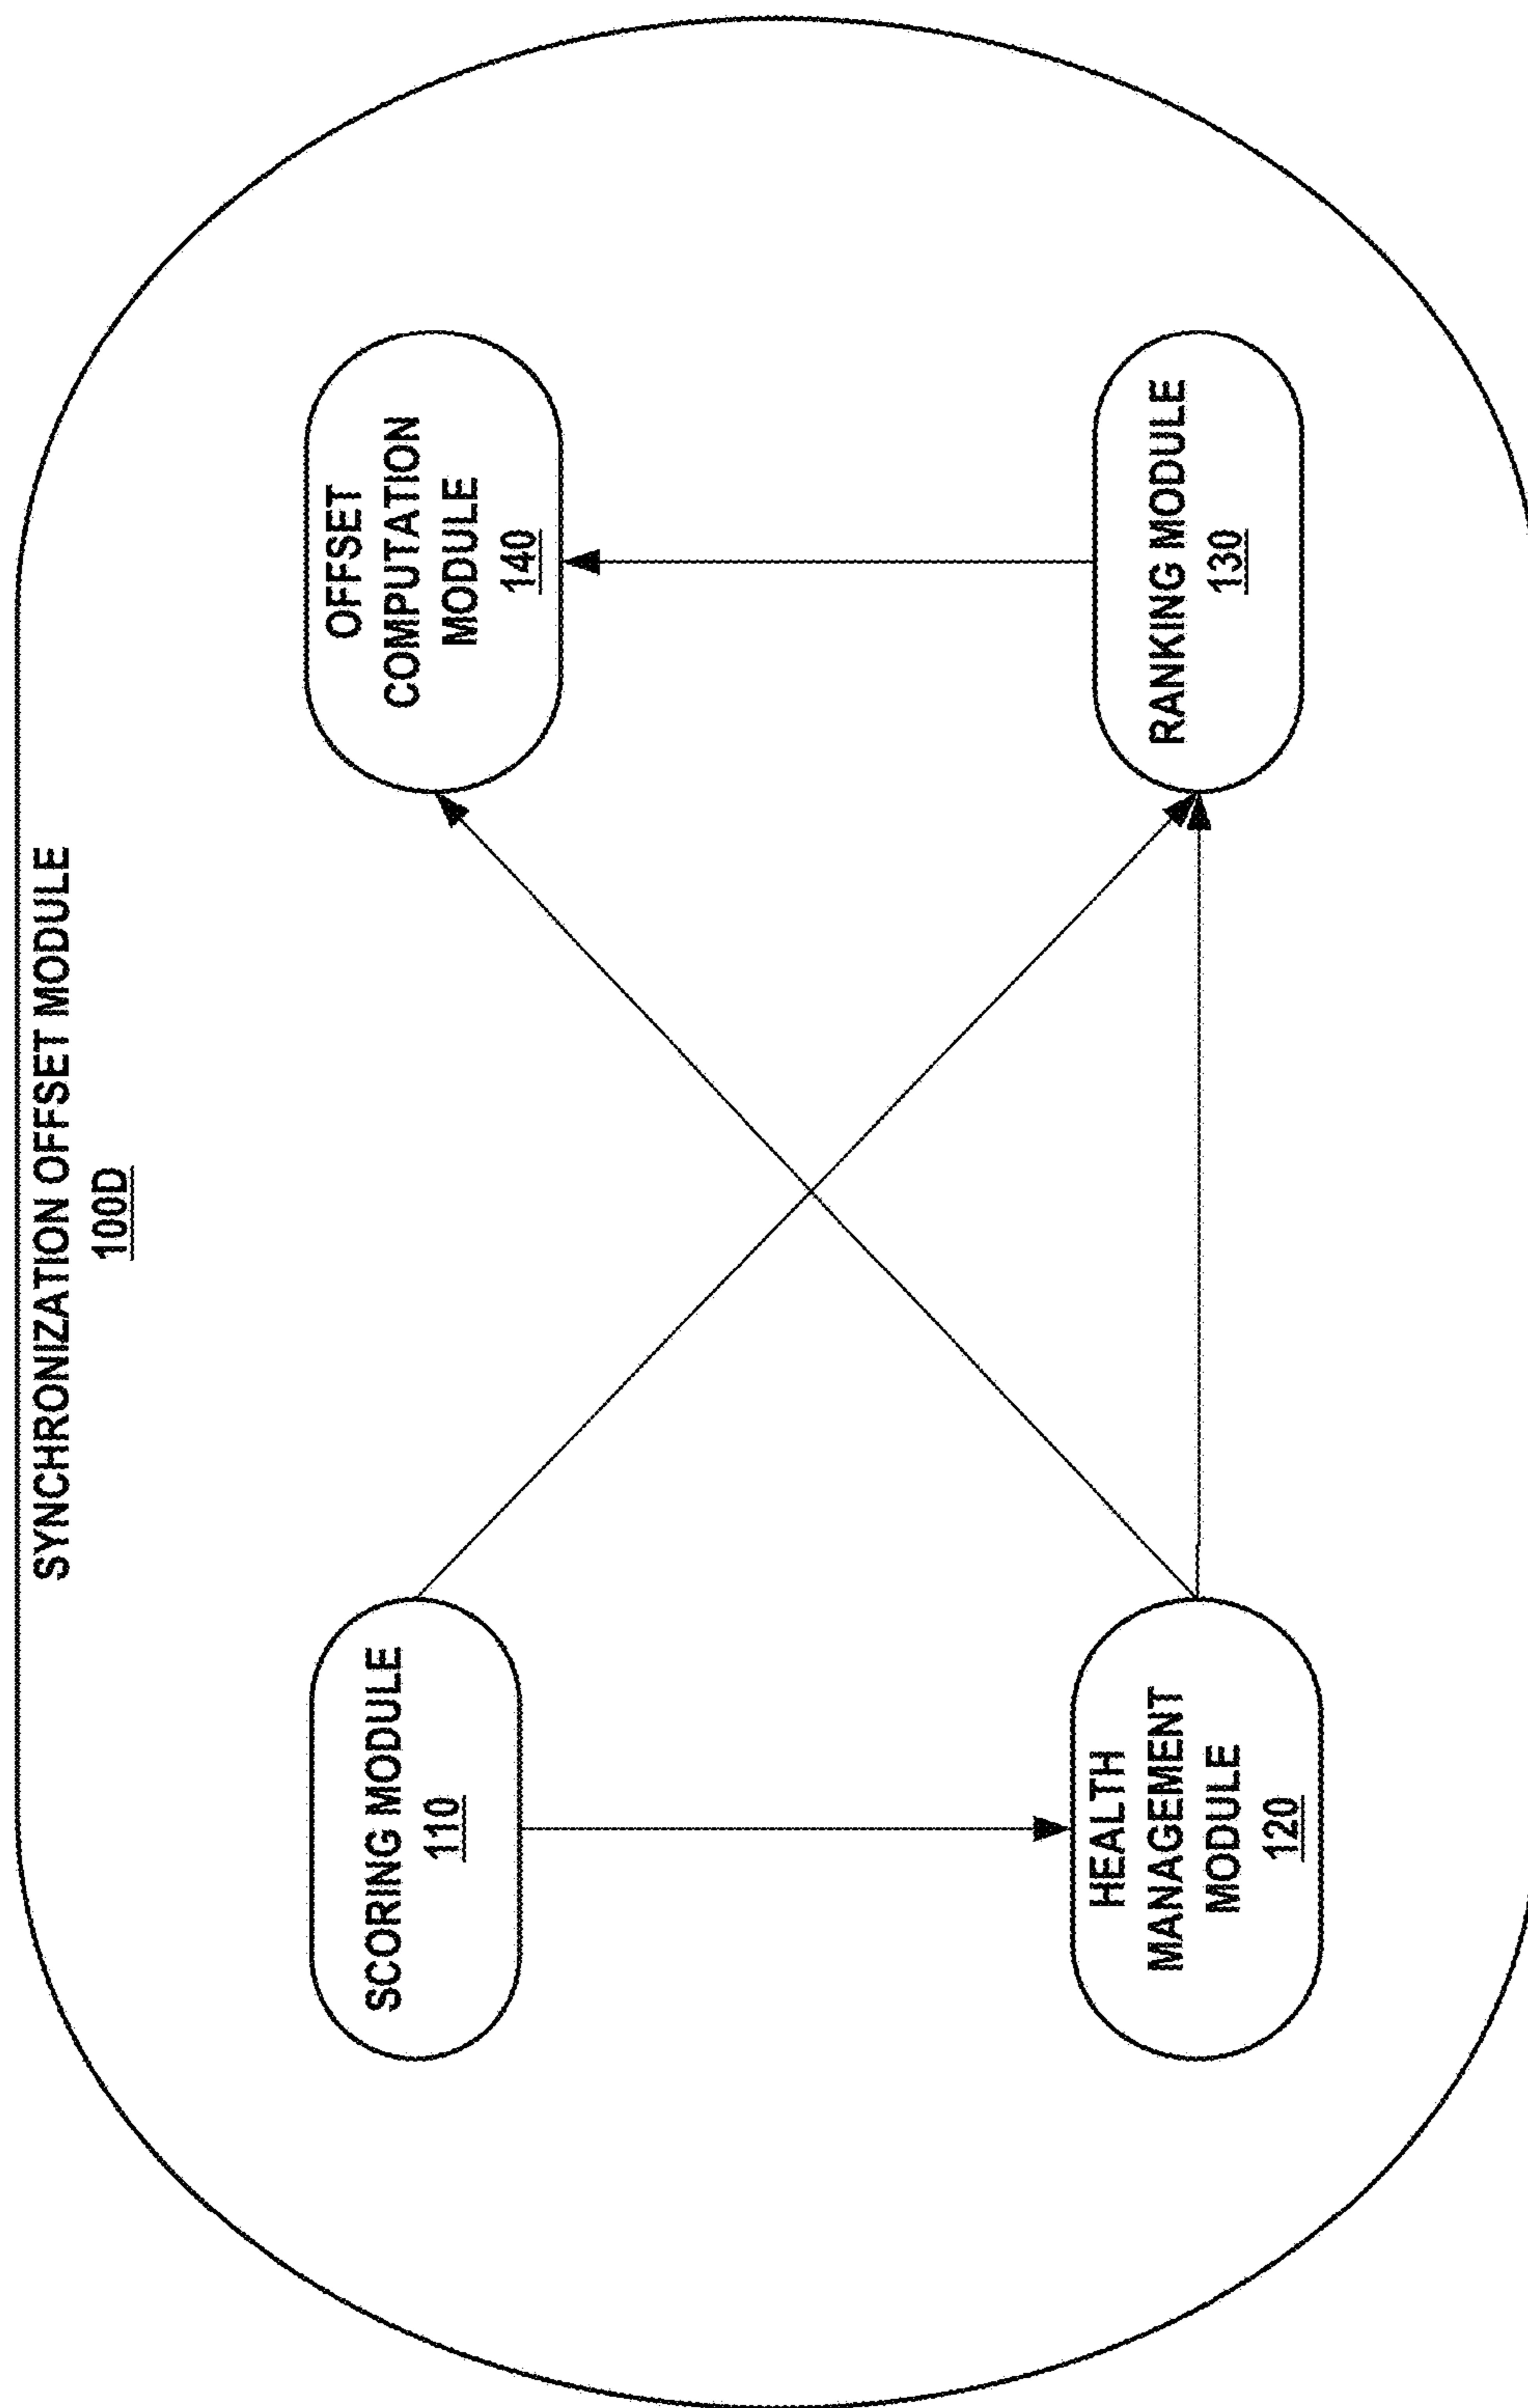 SYNCHRONIZATION OFFSET MODULE
100D
SCORING MODULE
110
OFFSET
COMPUTATION
MODULE
140
HEALTH
MANAGEMENT
MODULE
120
RANKING MODULE
130